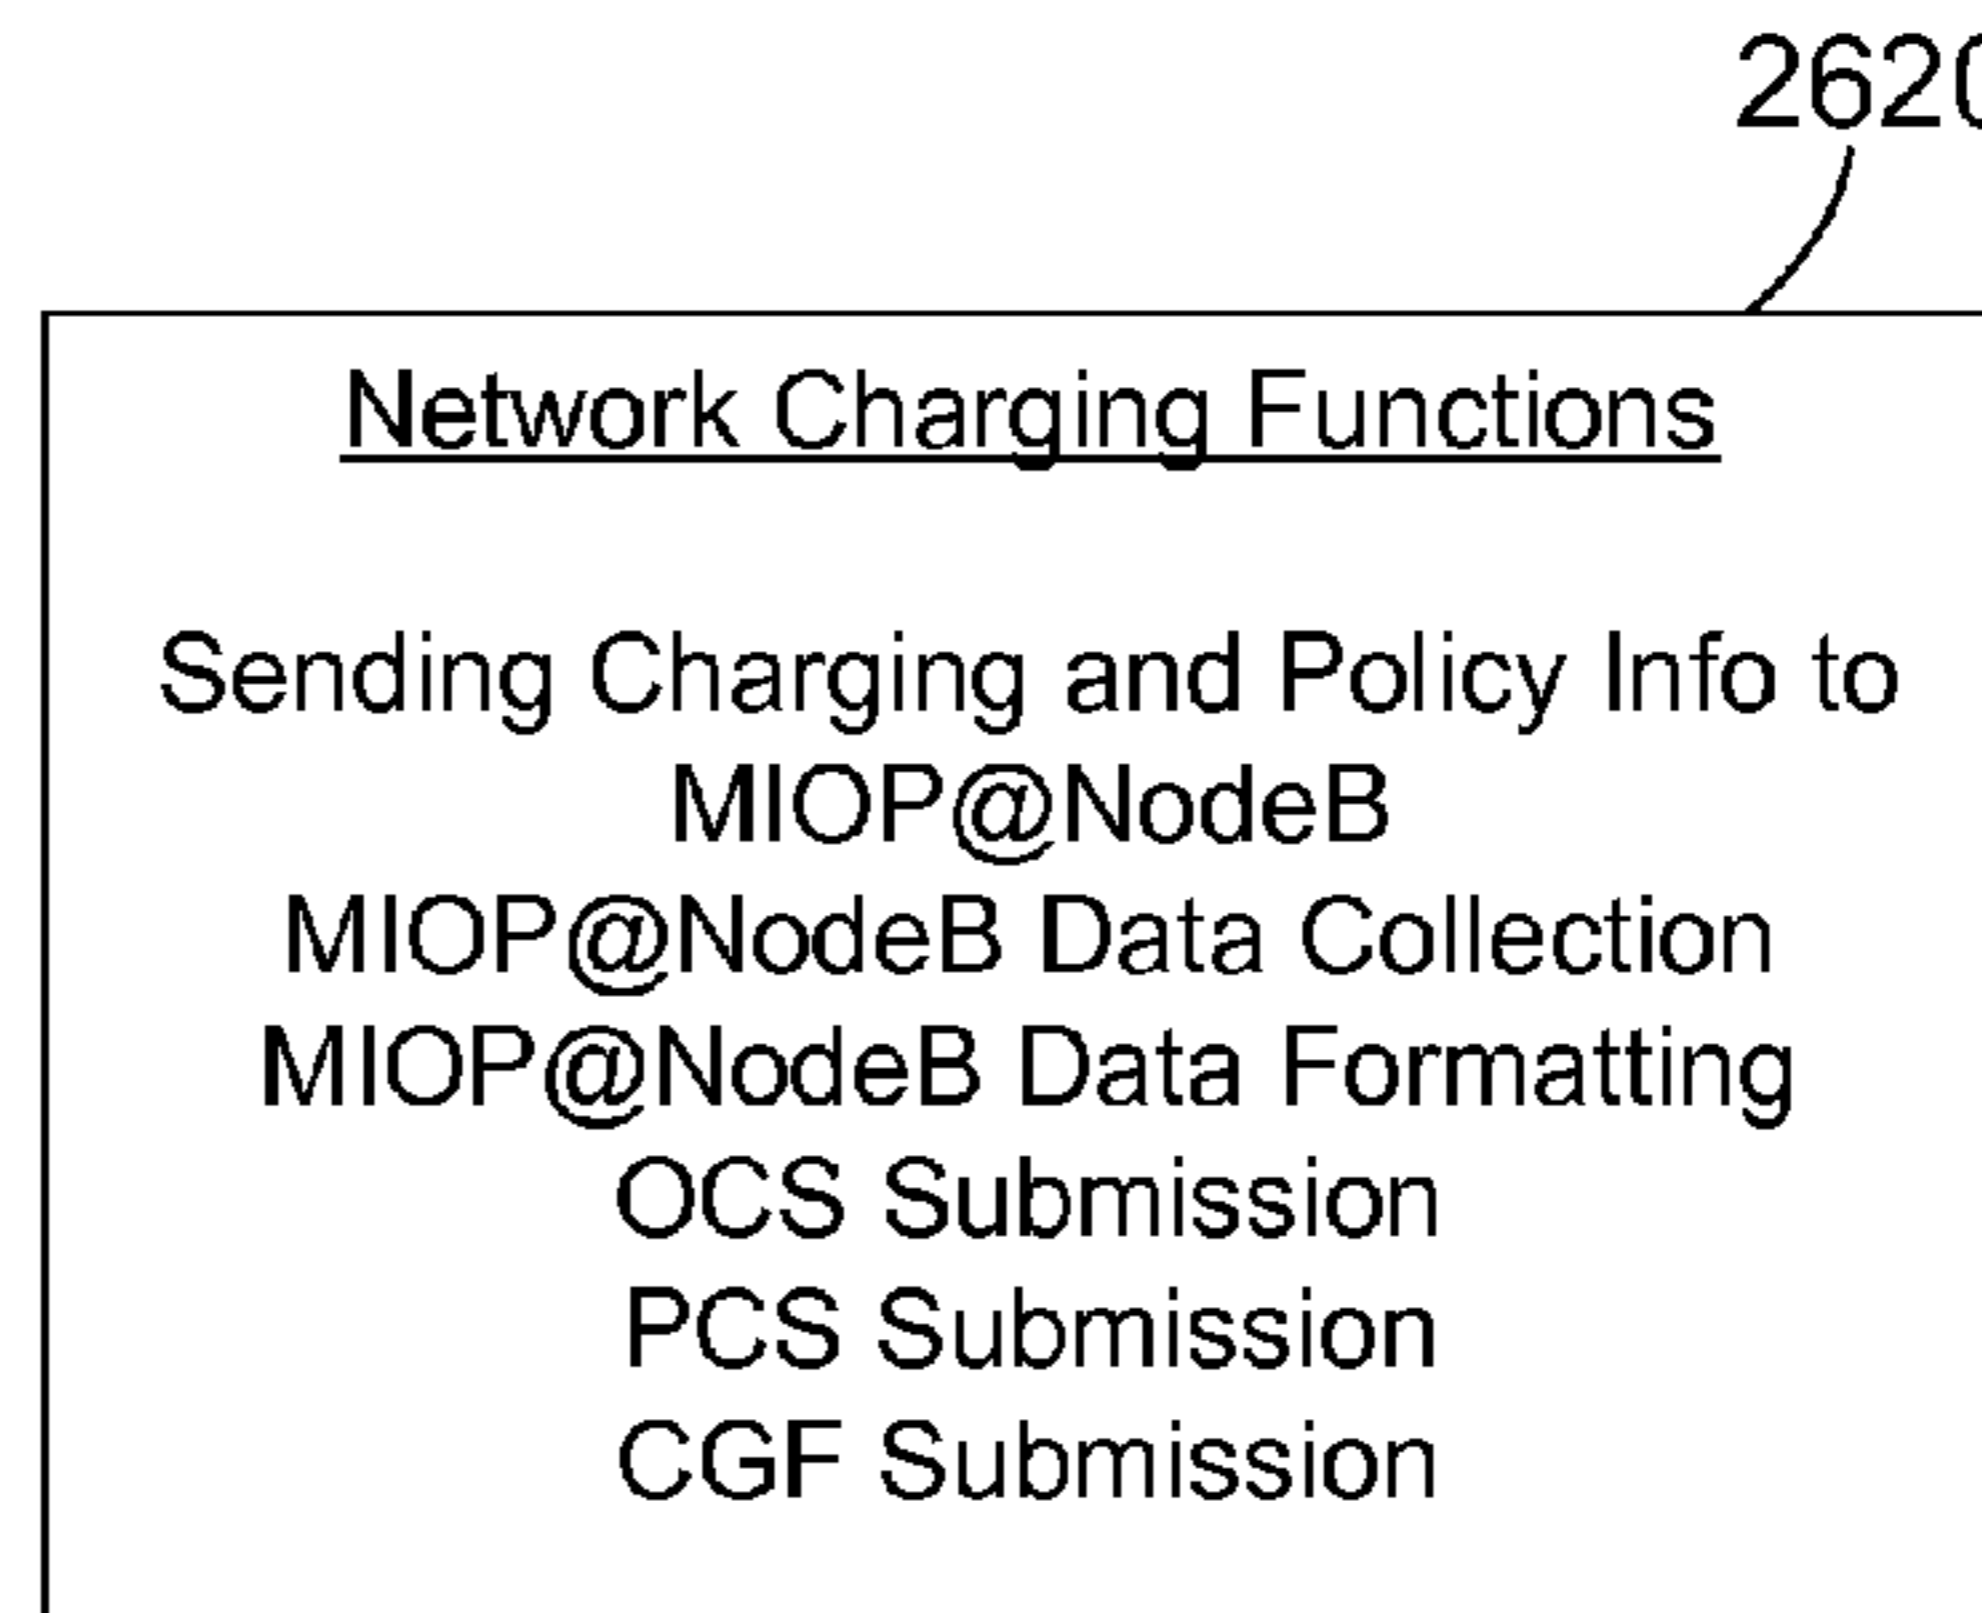 2620
Network Charging Functions
Sending Charging and Policy Info to
MIOP@NodeB
MIOP@NodeB Data Collection
MIOP@NodeB Data Formatting
OCS Submission
PCS Submission
CGF Submission